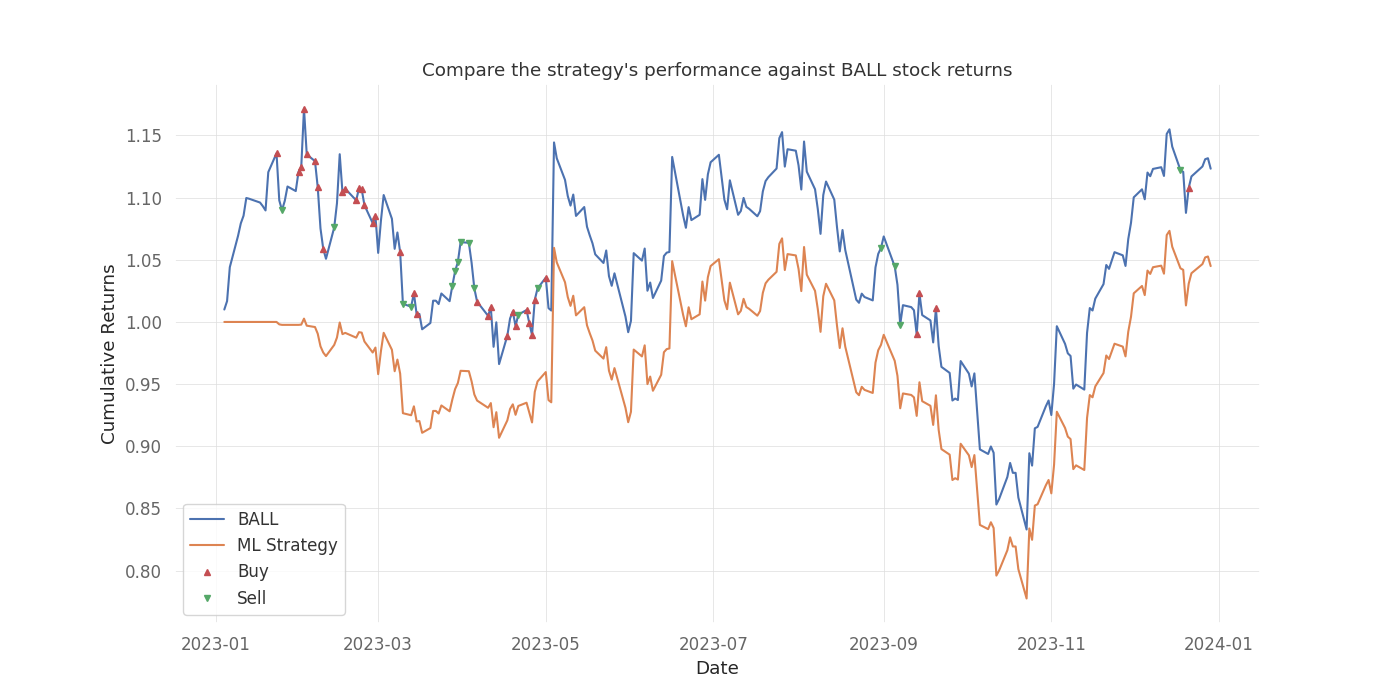 Compare the strategy's performance against BALL stock returns
Cumulative Returns
1.15
1.10
1.05
1.00
0.95
0.90
0.85
0.80
BALL
ML Strategy
Buy
Sell
2023-01 2023-03 2023-05 2023-07 2023-09 2023-11 2024-01
Date